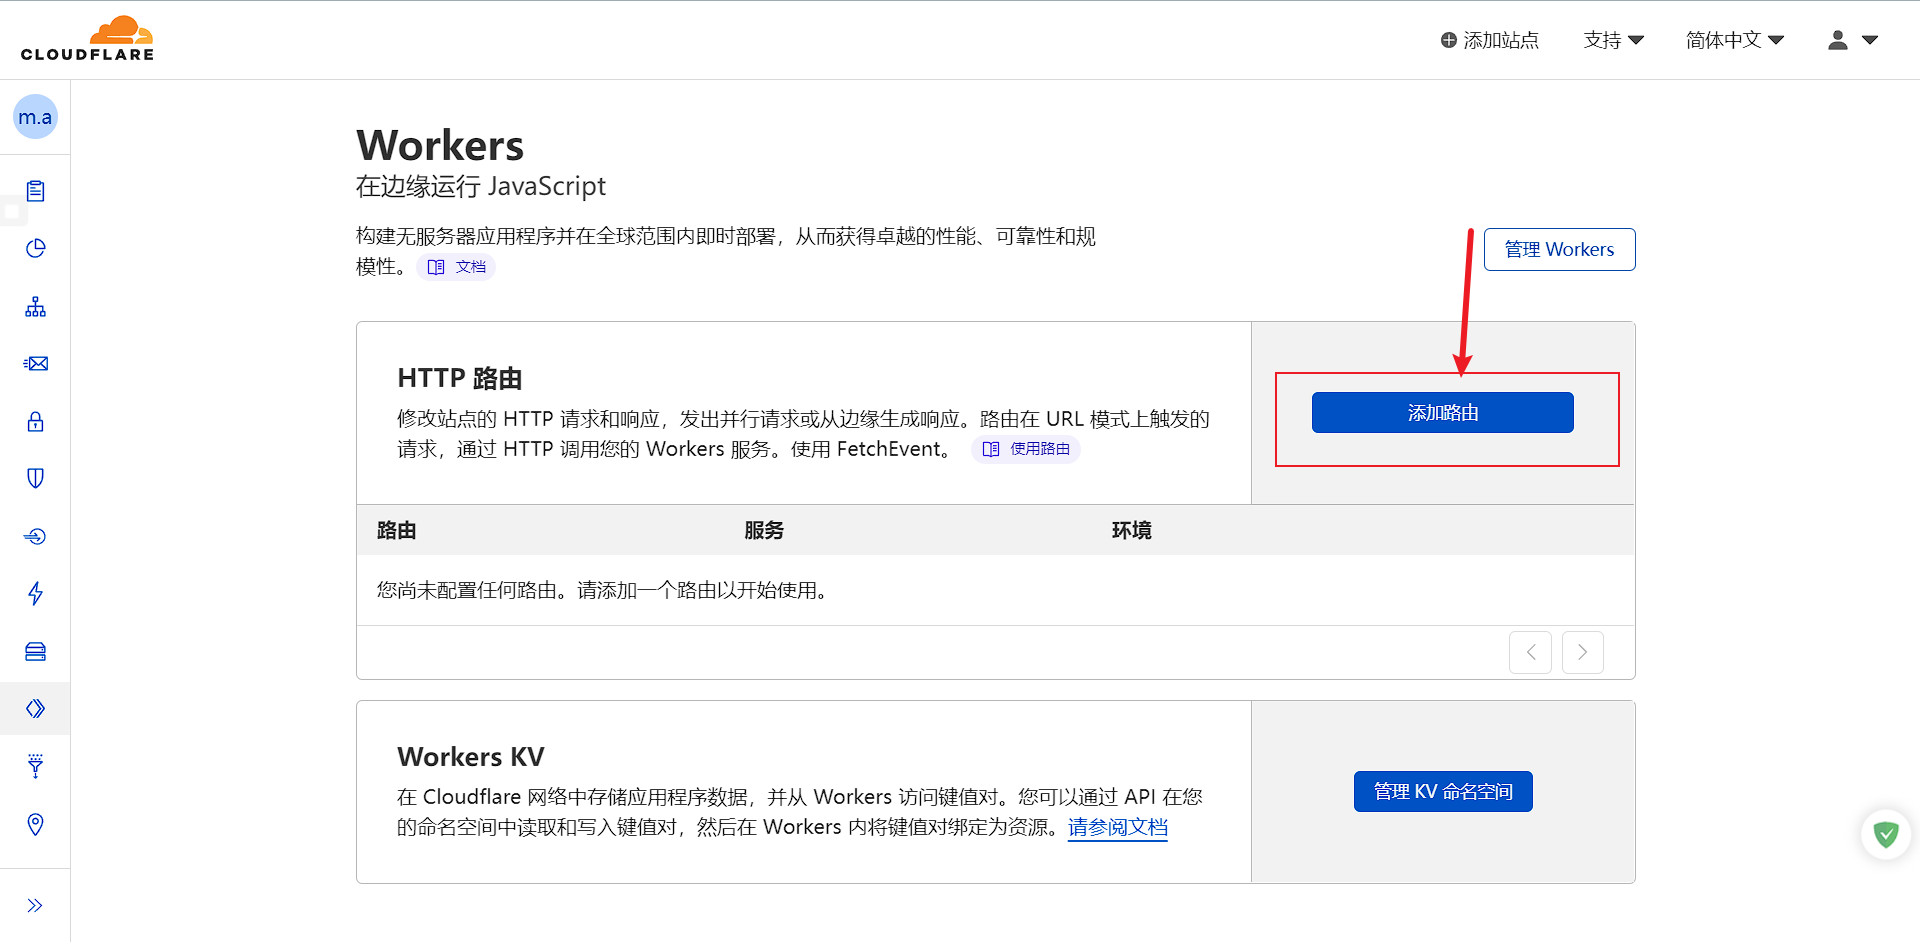 CLOUDFLARE
添加站点
支持
简体中文
m.a
Workers
在边缘运行 JavaScript
构建无服务器应用程序并在全球范围内即时部署，从而获得卓越的性能、可靠性和规
模性。 文档
管理 Workers
HTTP 路由
修改站点的 HTTP 请求和响应，发出并行请求或从边缘生成响应。路由在 URL 模式上触发的
请求，通过 HTTP 调用您的 Workers 服务。使用 FetchEvent。 使用路由
添加路由
路由 服务 环境
您尚未配置任何路由。请添加一个路由以开始使用。
Workers KV
在 Cloudflare 网络中存储应用程序数据，并从 Workers 访问键值对。您可以通过 API 在您
的命名空间中读取和写入键值对，然后在 Workers 内将键值对绑定为资源。请参阅文档
管理 KV 命名空间